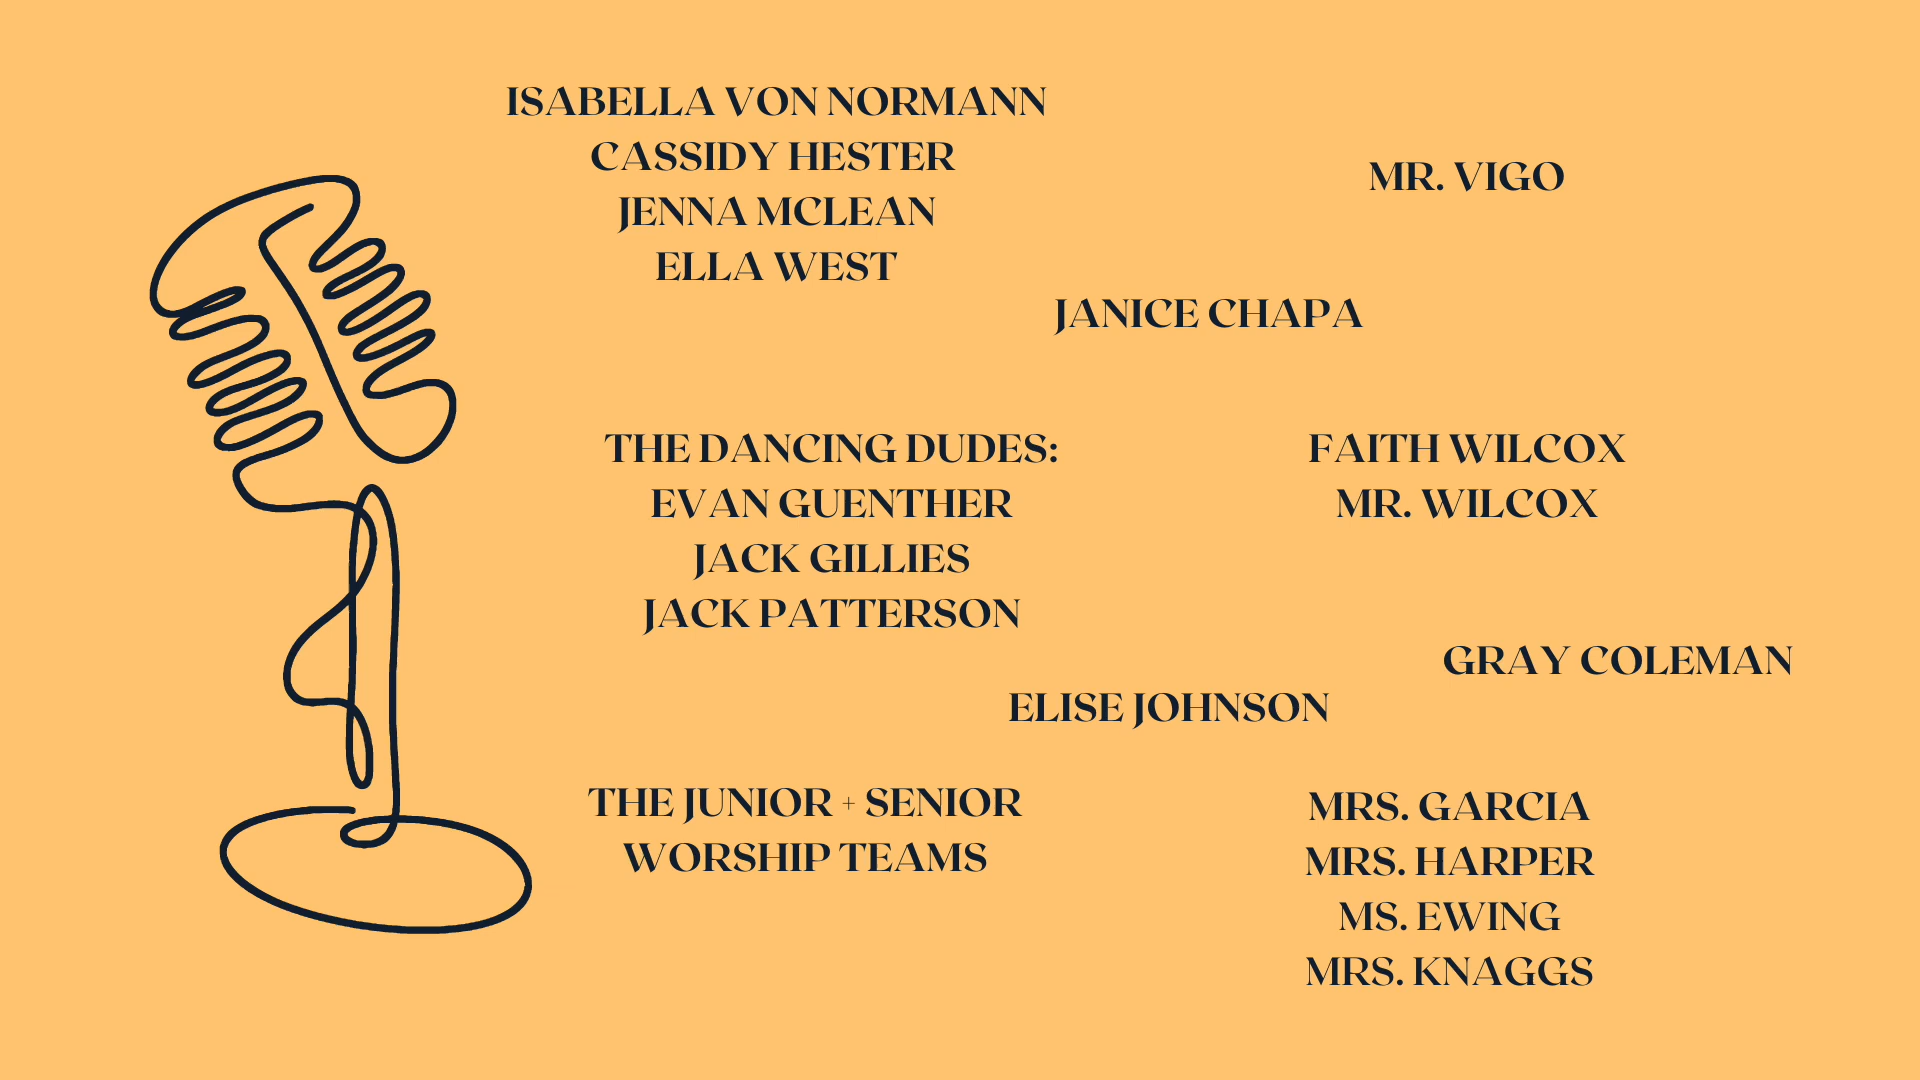 ISABELLA VON NORMANN
CASSIDY HESTER
JENNA MCLEAN
ELLA WEST
MR. VIGO
JANICE CHAPA
THE DANCING DUDES:
EVAN GUENTHER
JACK GILLIES
JACK PATTERSON
FAITH WILCOX
MR. WILCOX
GRAY COLEMAN
ELISE JOHNSON
THE JUNIOR + SENIOR
WORSHIP TEAMS
MRS. GARCIA
MRS. HARPER
MS. EWING
MRS. KNAGGS